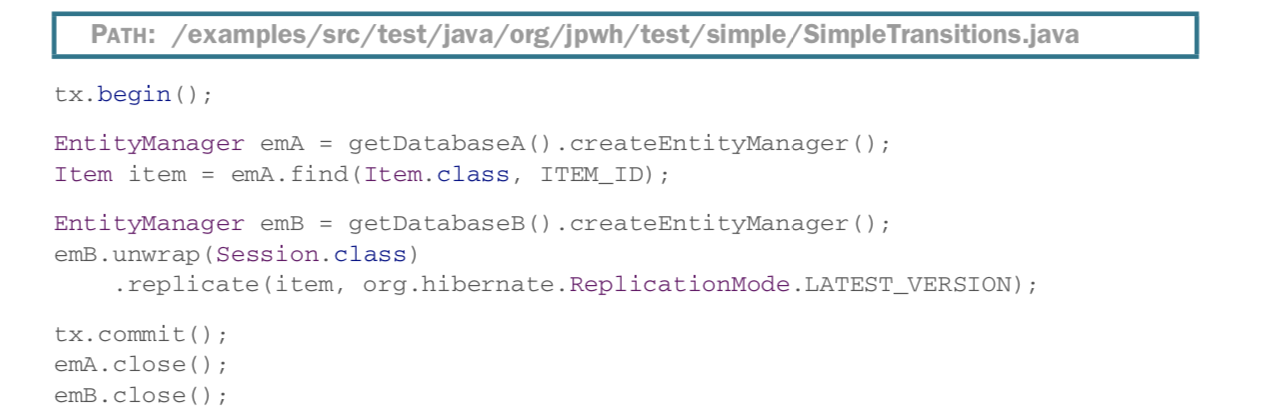 PATH: /examples/src/test/java/org/jpwh/test/simple/SimpleTransitions.java
tx.begin();
EntityManager emA = getDatabaseA().createEntityManager();
Item item = emA.find(Item.class, ITEM_ID);
EntityManager emB = getDatabaseB().createEntityManager();
emB.unwrap(Session.class)
    .replicate(item, org.hibernate.ReplicationMode.LATEST_VERSION);
tx.commit();
emA.close();
emB.close();